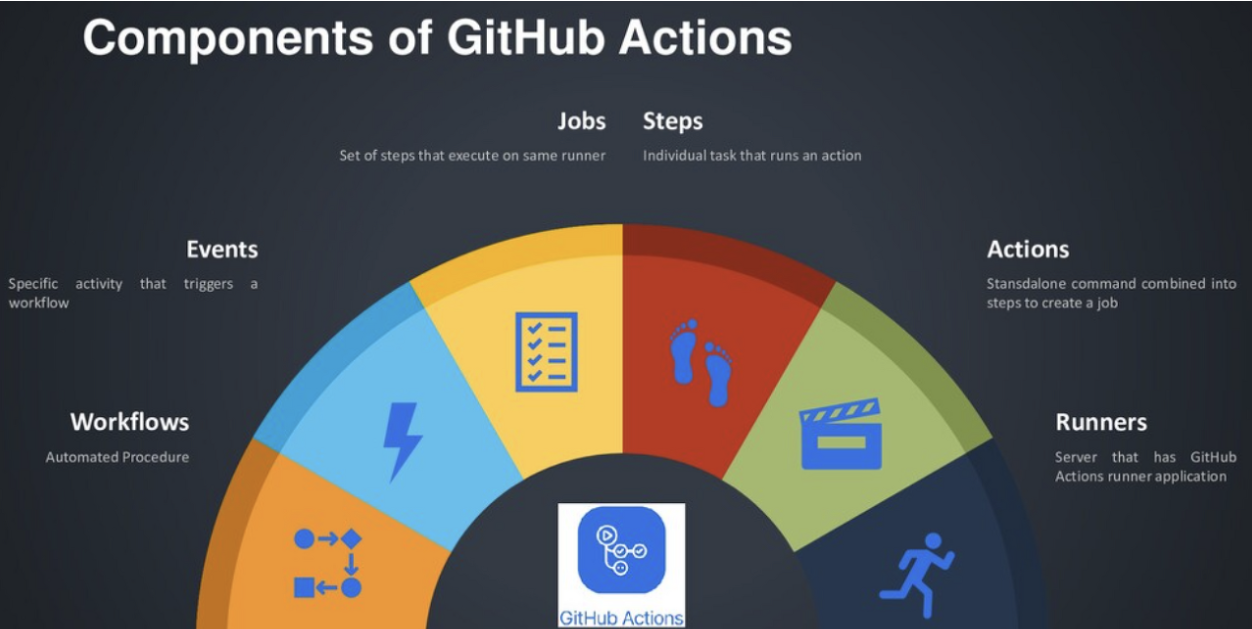 Components of GitHub Actions
Jobs
Set of steps that execute on same runner
Steps
Individual task that runs an action
Events
Specific activity that triggers a
workflow
Actions
Stansdalone command combined into
steps to create a job
Workflows
Automated Procedure
Runners
Server that has GitHub
Actions runner application
GitHub Actions